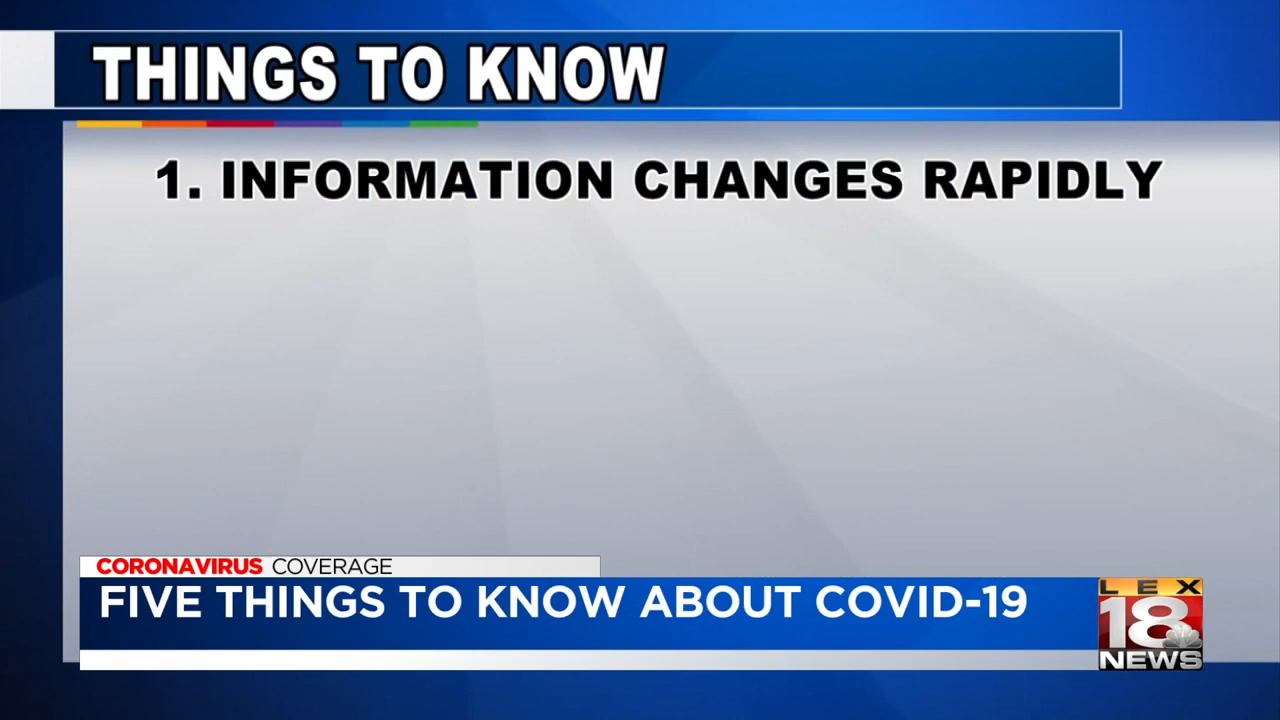 THINGS TO KNOW
1. INFORMATION CHANGES RAPIDLY
CORONAVIRUS COVERAGE
FIVE THINGS TO KNOW ABOUT COVID-19
LEX
18
NEWS